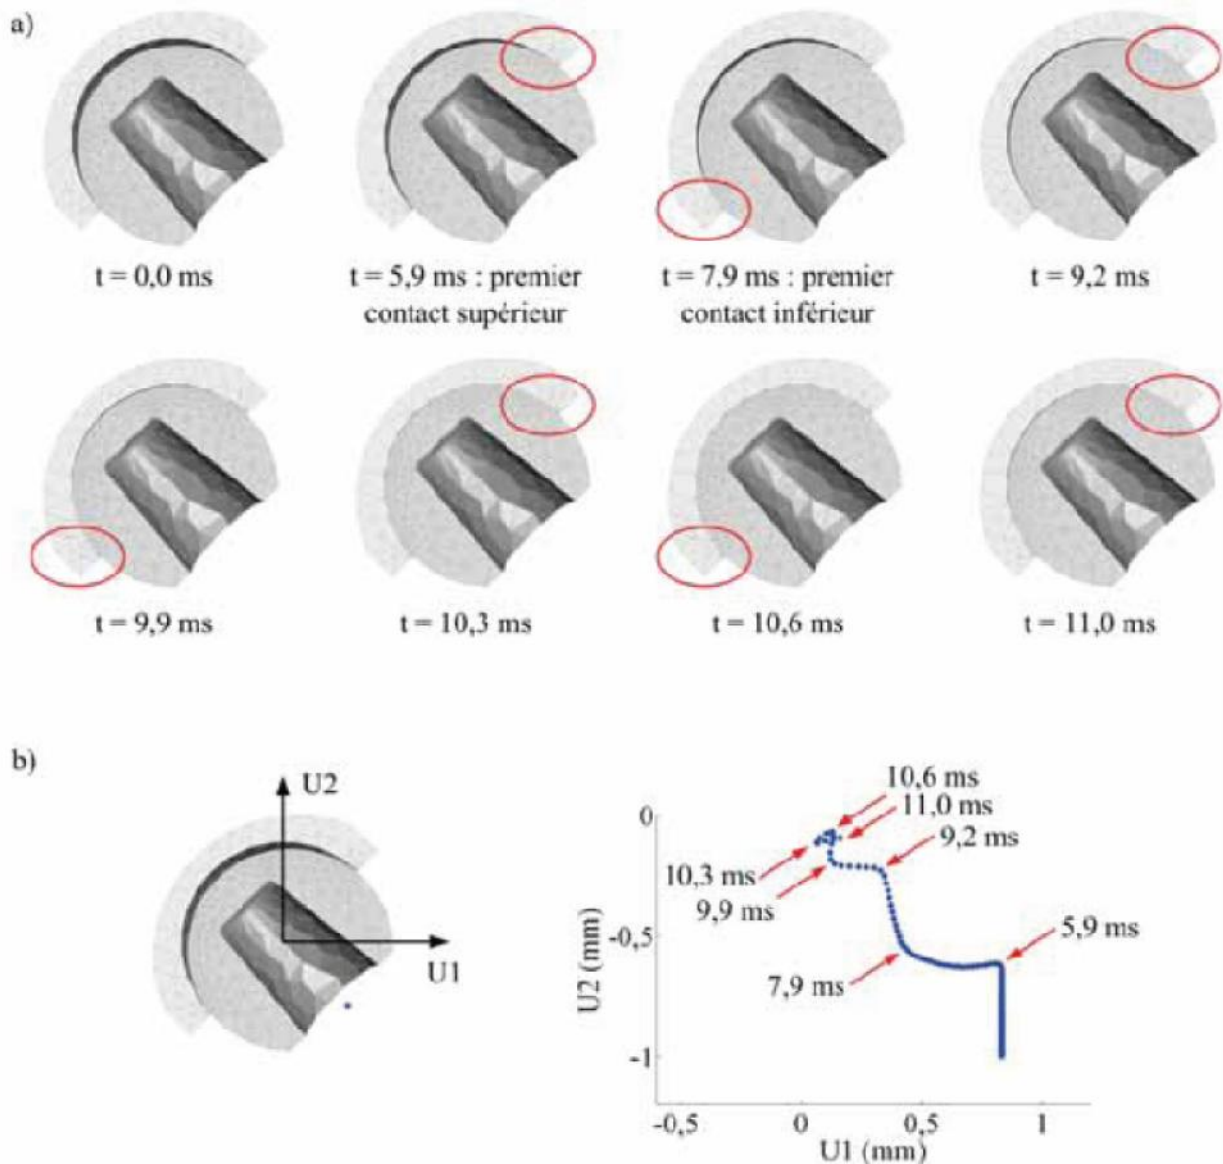 a)
t = 0,0 ms
t = 5,9 ms : premier
contact supérieur
t = 7,9 ms : premier
contact inférieur
t = 9,2 ms
t = 9,9 ms
t = 10,3 ms
t = 10,6 ms
t = 11,0 ms
b)
U2
U1
10,6 ms
11,0 ms
9,2 ms
10,3 ms
9,9 ms
5,9 ms
7,9 ms
0
-0,5
-1
U2 (mm)
-0,5
0
0,5
1
U1 (mm)